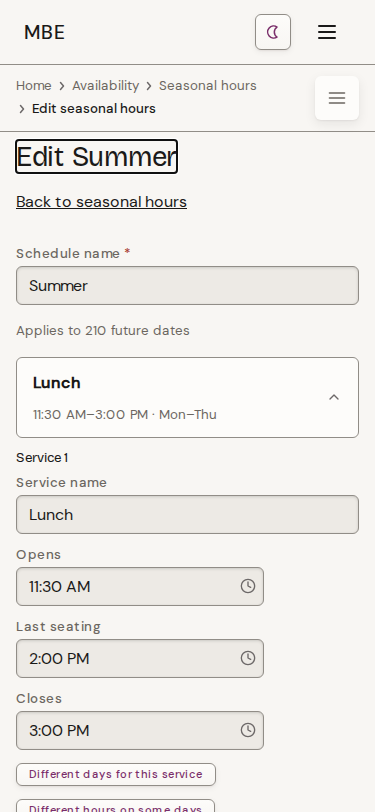 MBE
Home > Availability > Seasonal hours
> Edit seasonal hours
Edit Summer
Back to seasonal hours
Schedule name *
Summer
Applies to 210 future dates
Lunch
11:30 AM–3:00 PM · Mon–Thu
Service 1
Service name
Lunch
Opens
11:30 AM
Last seating
2:00 PM
Closes
3:00 PM
Different days for this service
Different hours on some days